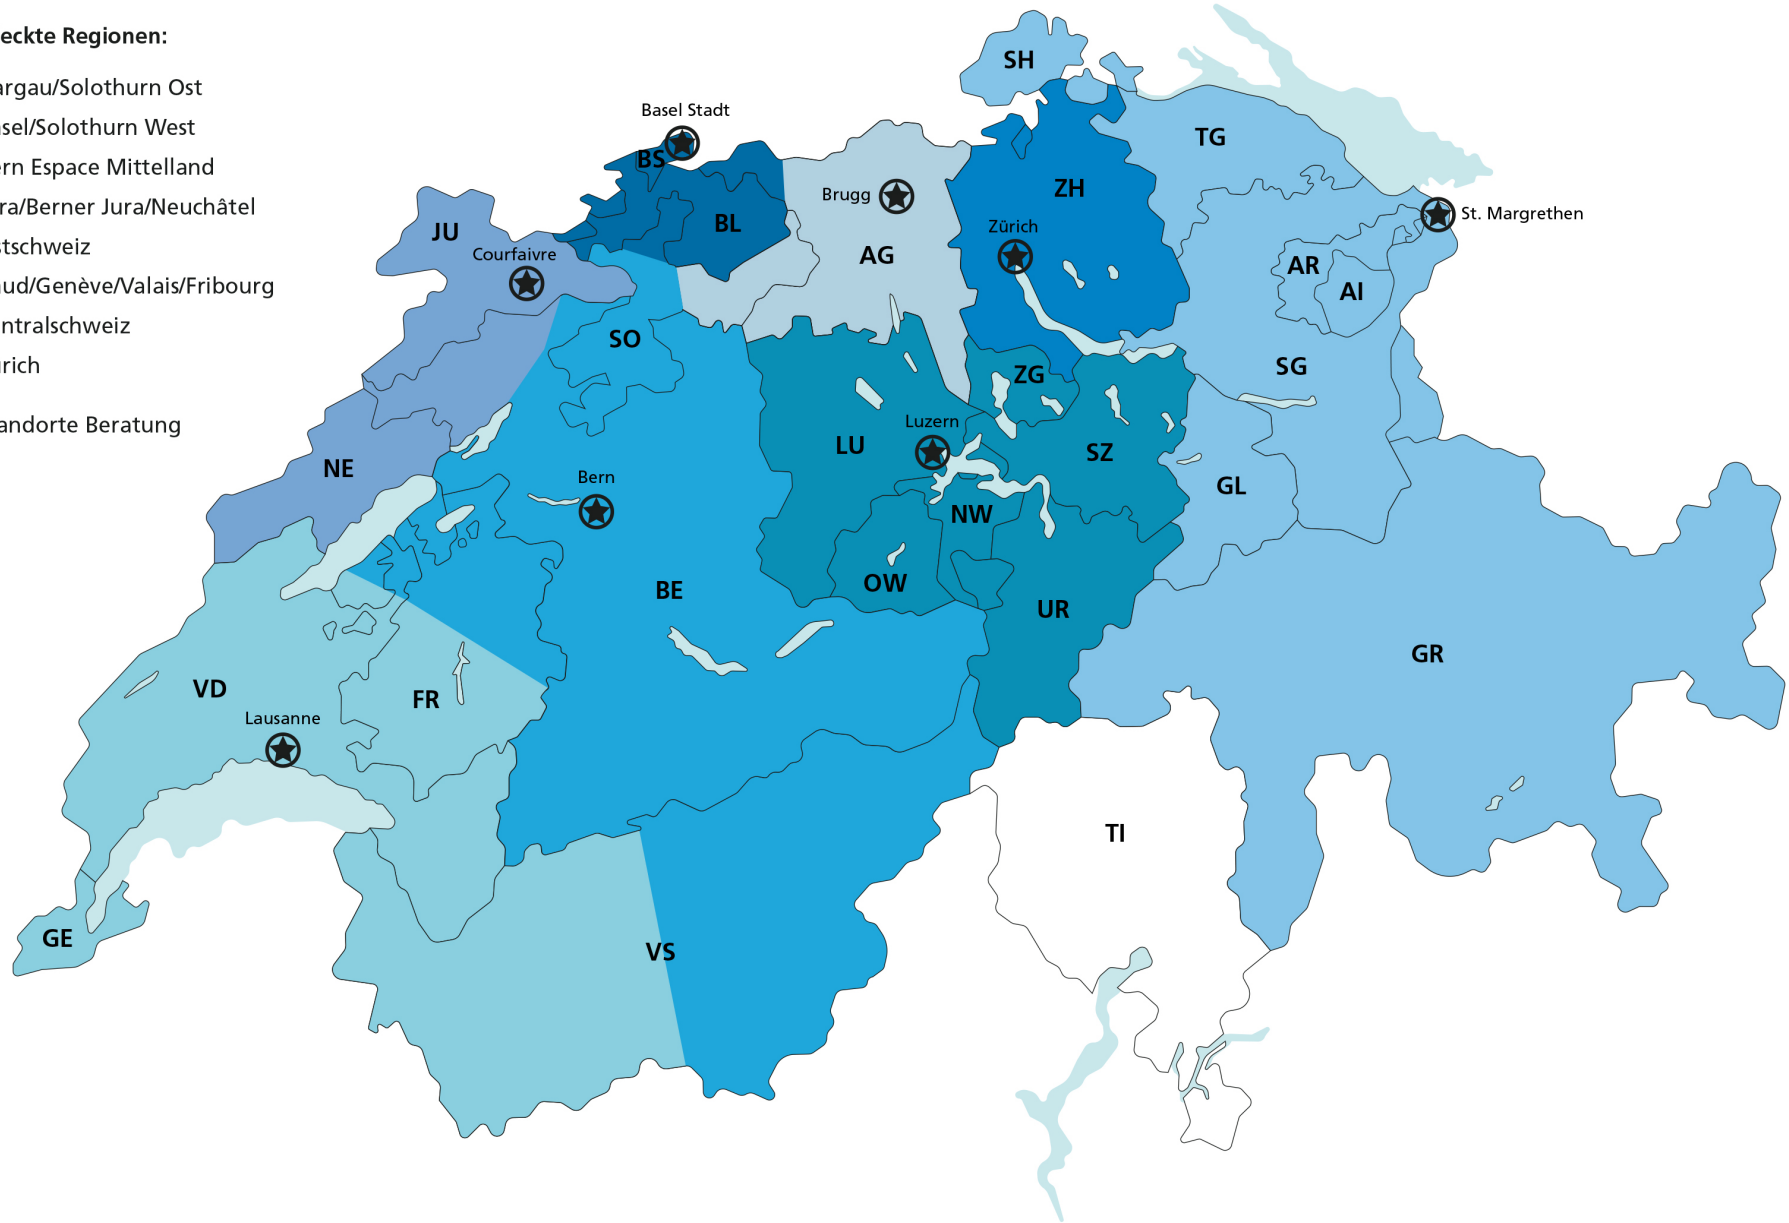 eckte Regionen:
argau/Solothurn Ost
sel/Solothurn West
rn Espace Mittelland
ra/Berner Jura/Neuchâtel
stschweiz
ud/Genève/Valais/Fribourg
entralschweiz
rich
andorte Beratung
SH
Basel Stadt
BS
TG
Brugg
ZH
St. Margrethen
BL
JU
Zürich
Courfaivre
AG
AR
AI
SO
SG
ZG
Luzern
LU
SZ
NE
Bern
GL
NW
OW
BE
UR
GR
VD
FR
Lausanne
TI
GE
VS